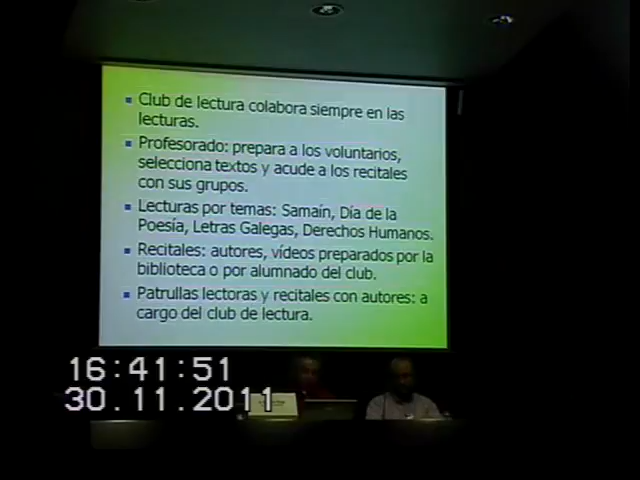 Club de lectura colabora siempre en las
lecturas.
Profesorado: prepara a los voluntarios,
selecciona textos y acude a los recitales
con sus grupos.
Lecturas por temas: Samaín, Día de la
Poesía, Letras Galegas, Derechos Humanos.
Recitales: autores, vídeos preparados por la
biblioteca o por alumnado del club.
Patrullas lectoras y recitales con autores: a
cargo del club de lectura.
16:41:51
30.11.2011